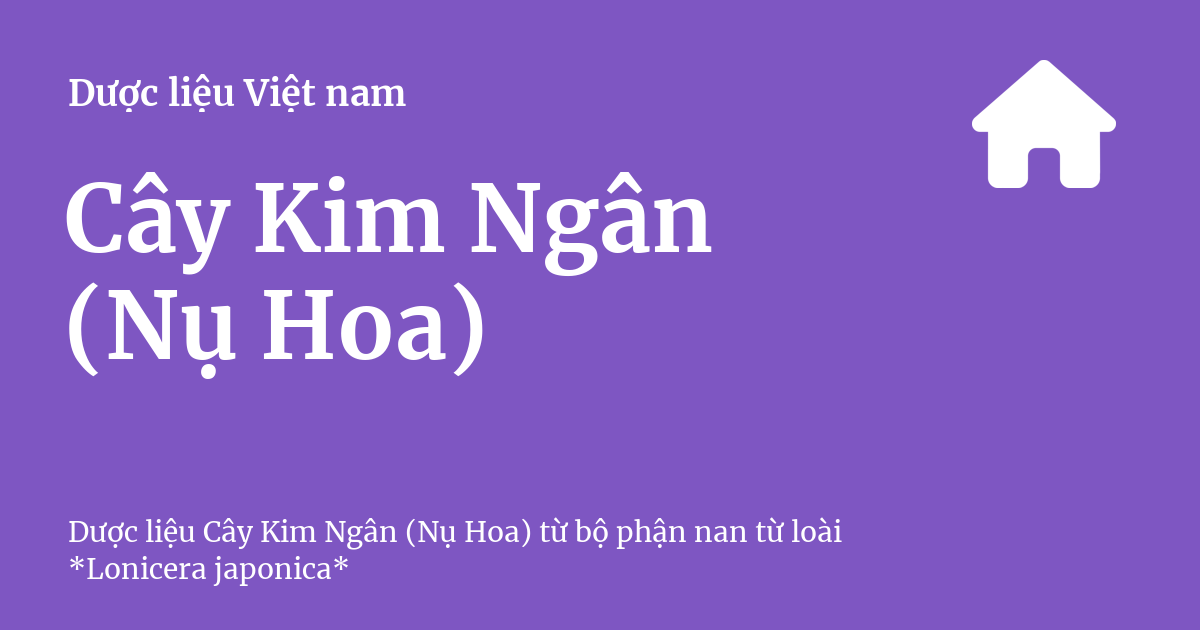 Dược liệu Việt nam
Cây Kim Ngân
(Nụ Hoa)
Dược liệu Cây Kim Ngân (Nụ Hoa) từ bộ phận nan từ loài
*Lonicera japonica*